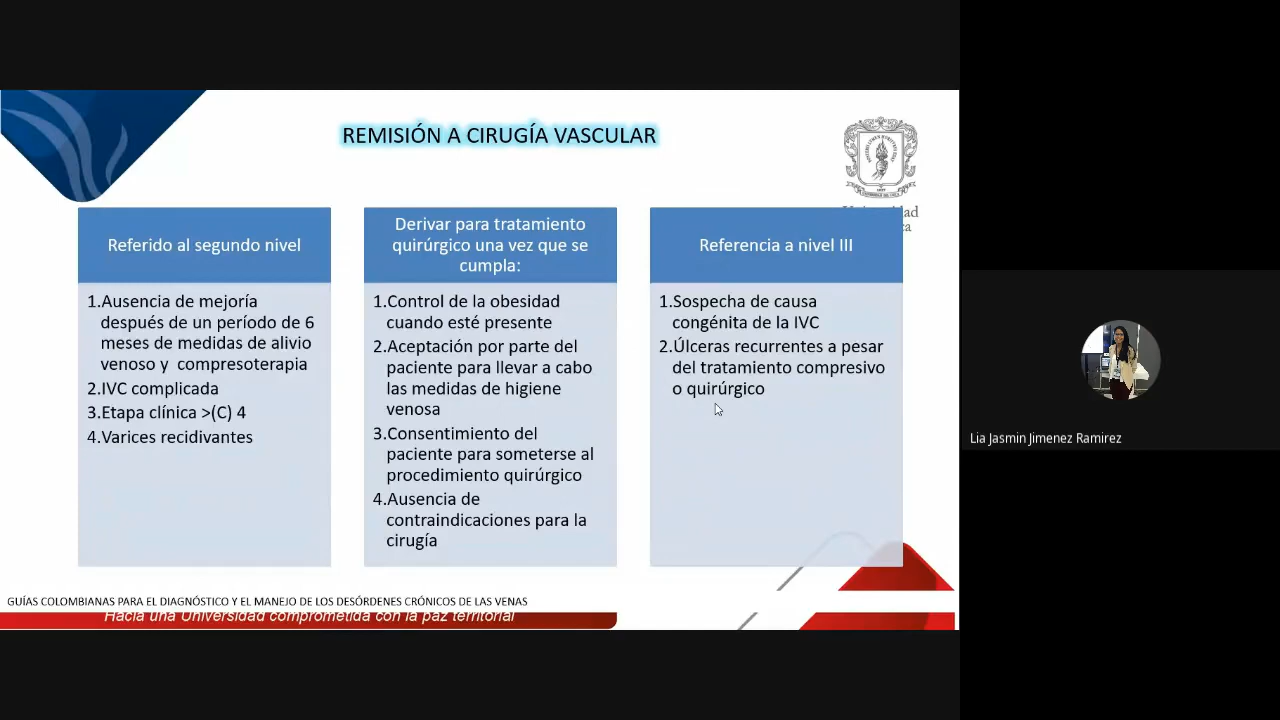 REMISIÓN A CIRUGÍA VASCULAR
Referido al segundo nivel
1.Ausencia de mejoría
después de un período de 6
meses de medidas de alivio
venoso y compresoterapia
2.IVC complicada
3.Etapa clínica >(C) 4
4.Varices recidivantes
Derivar para tratamiento
quirúrgico una vez que se
cumpla:
1.Control de la obesidad
cuando esté presente
2.Aceptación por parte del
paciente para llevar a cabo
las medidas de higiene
venosa
3.Consentimiento del
paciente para someterse al
procedimiento quirúrgico
4.Ausencia de
contraindicaciones para la
cirugía
Referencia a nivel III
1.Sospecha de causa
congénita de la IVC
2.Úlceras recurrentes a pesar
del tratamiento compresivo
o quirúrgico
GUÍAS COLOMBIANAS PARA EL DIAGNÓSTICO Y EL MANEJO DE LOS DESÓRDENES CRÓNICOS DE LAS VENAS
Hacia una Universidad comprometida con la paz territorial
Lia Jasmin Jimenez Ramirez